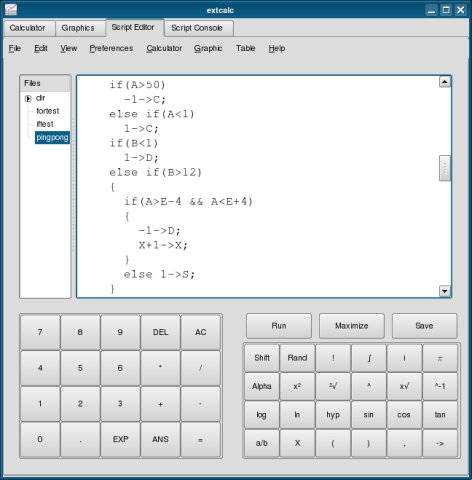 extcalc
Calculator Graphics Script Editor Script Console
File Edit View Preferences Calculator Graphic Table Help
Files
dir
fortest
iftest
pingpong
if(A>50)
-1->C;
else if(A<1)
1->C;
if(B<1)
1->D;
else if(B>12)
{
if(A>E-4 && A<E+4)
{
-1->D;
X+1->X;
}
else 1->S;
}
7 8 9 DEL AC
4 5 6 * /
1 2 3 + -
0 . EXP ANS =
Run Maximize Save
Shift Rand ! ∫ i π
Alpha x² ²√ ^ x√ ^-1
log ln hyp sin cos tan
a/b X ( ) , ->